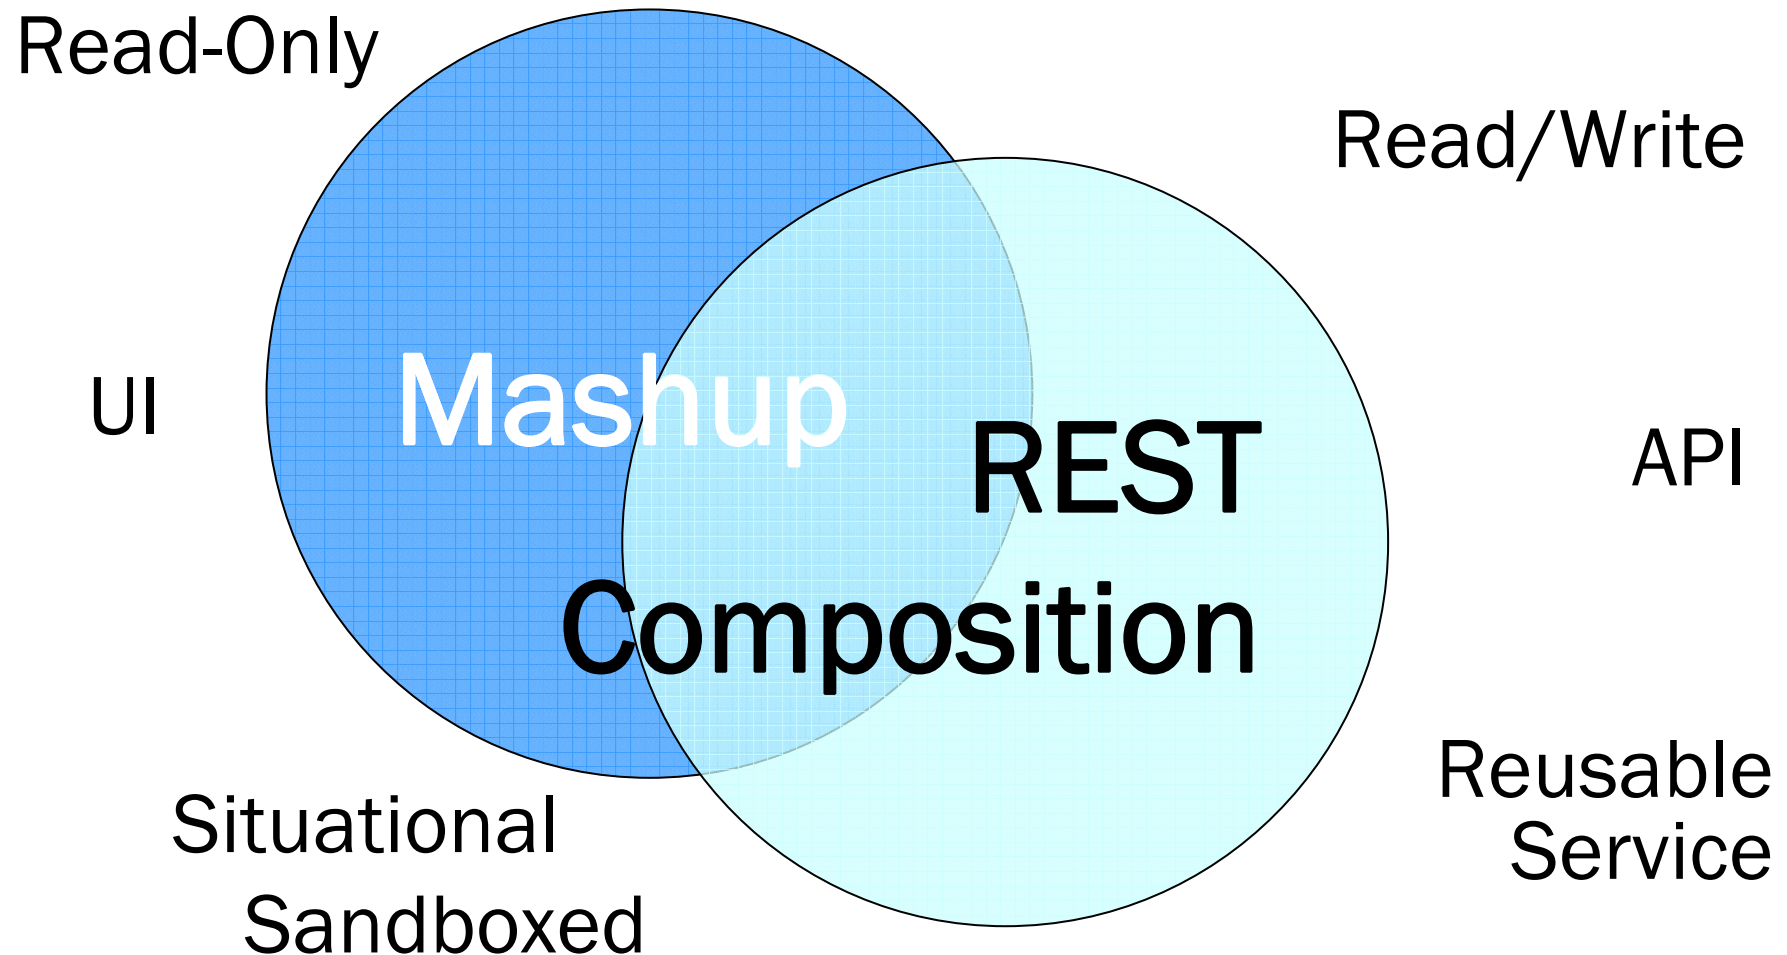 Read-Only
Read/Write
UI
Mashup
REST
Composition
API
Reusable
Service
Situational
Sandboxed